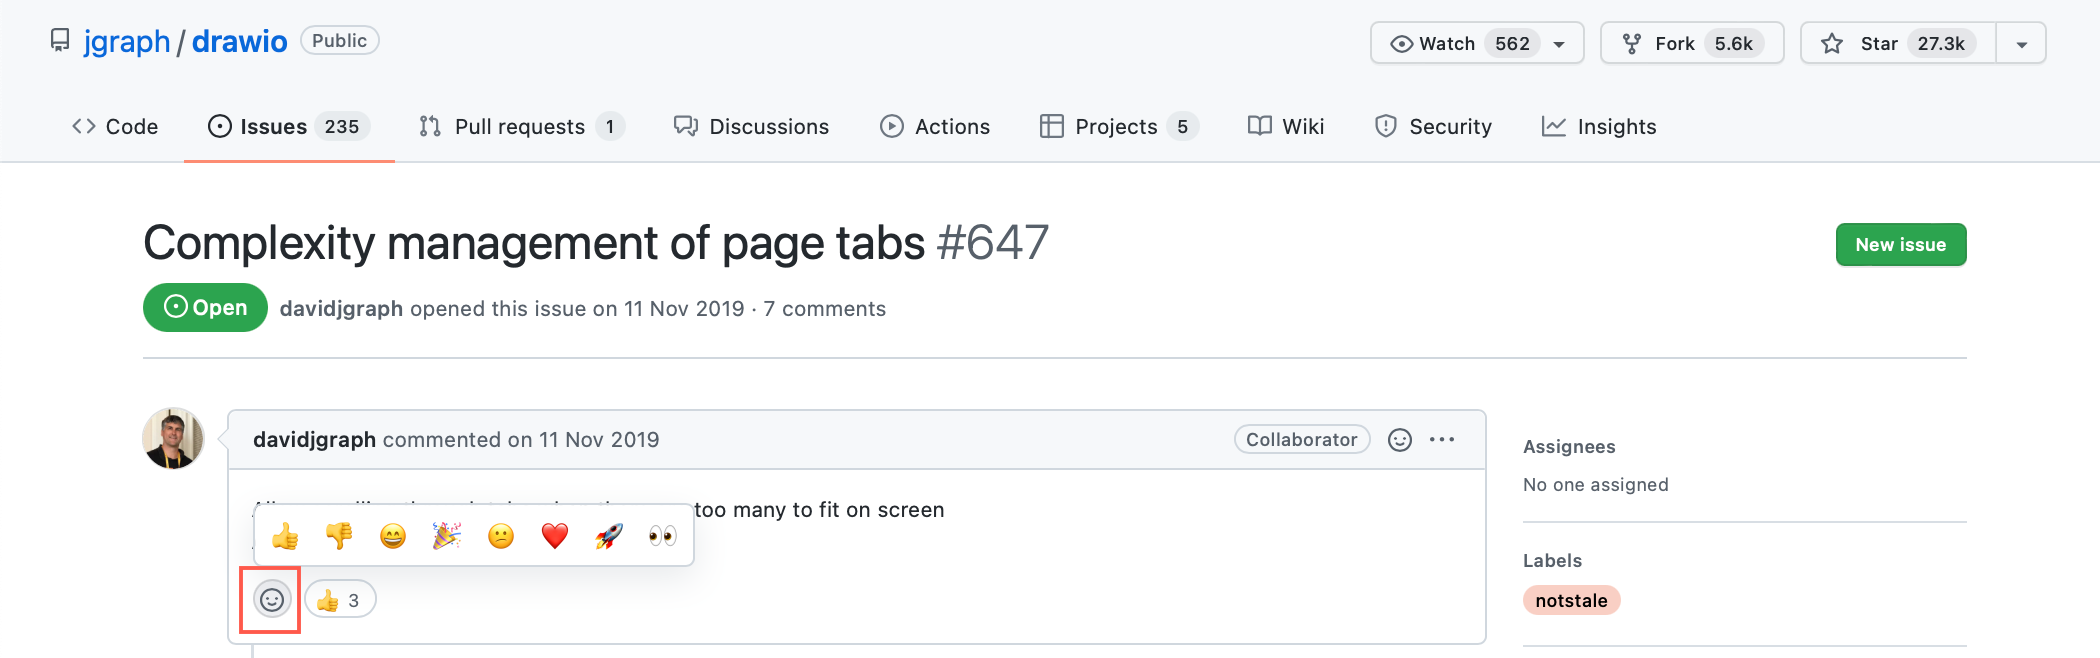 jgraph / drawio Public
Watch 562
Fork 5.6k
Star 27.3k
Code
Issues 235
Pull requests 1
Discussions
Actions
Projects 5
Wiki
Security
Insights
Complexity management of page tabs #647
New issue
Open davidjgraph opened this issue on 11 Nov 2019 · 7 comments
davidjgraph commented on 11 Nov 2019
Collaborator
too many to fit on screen
3
Assignees
No one assigned
Labels
notstale